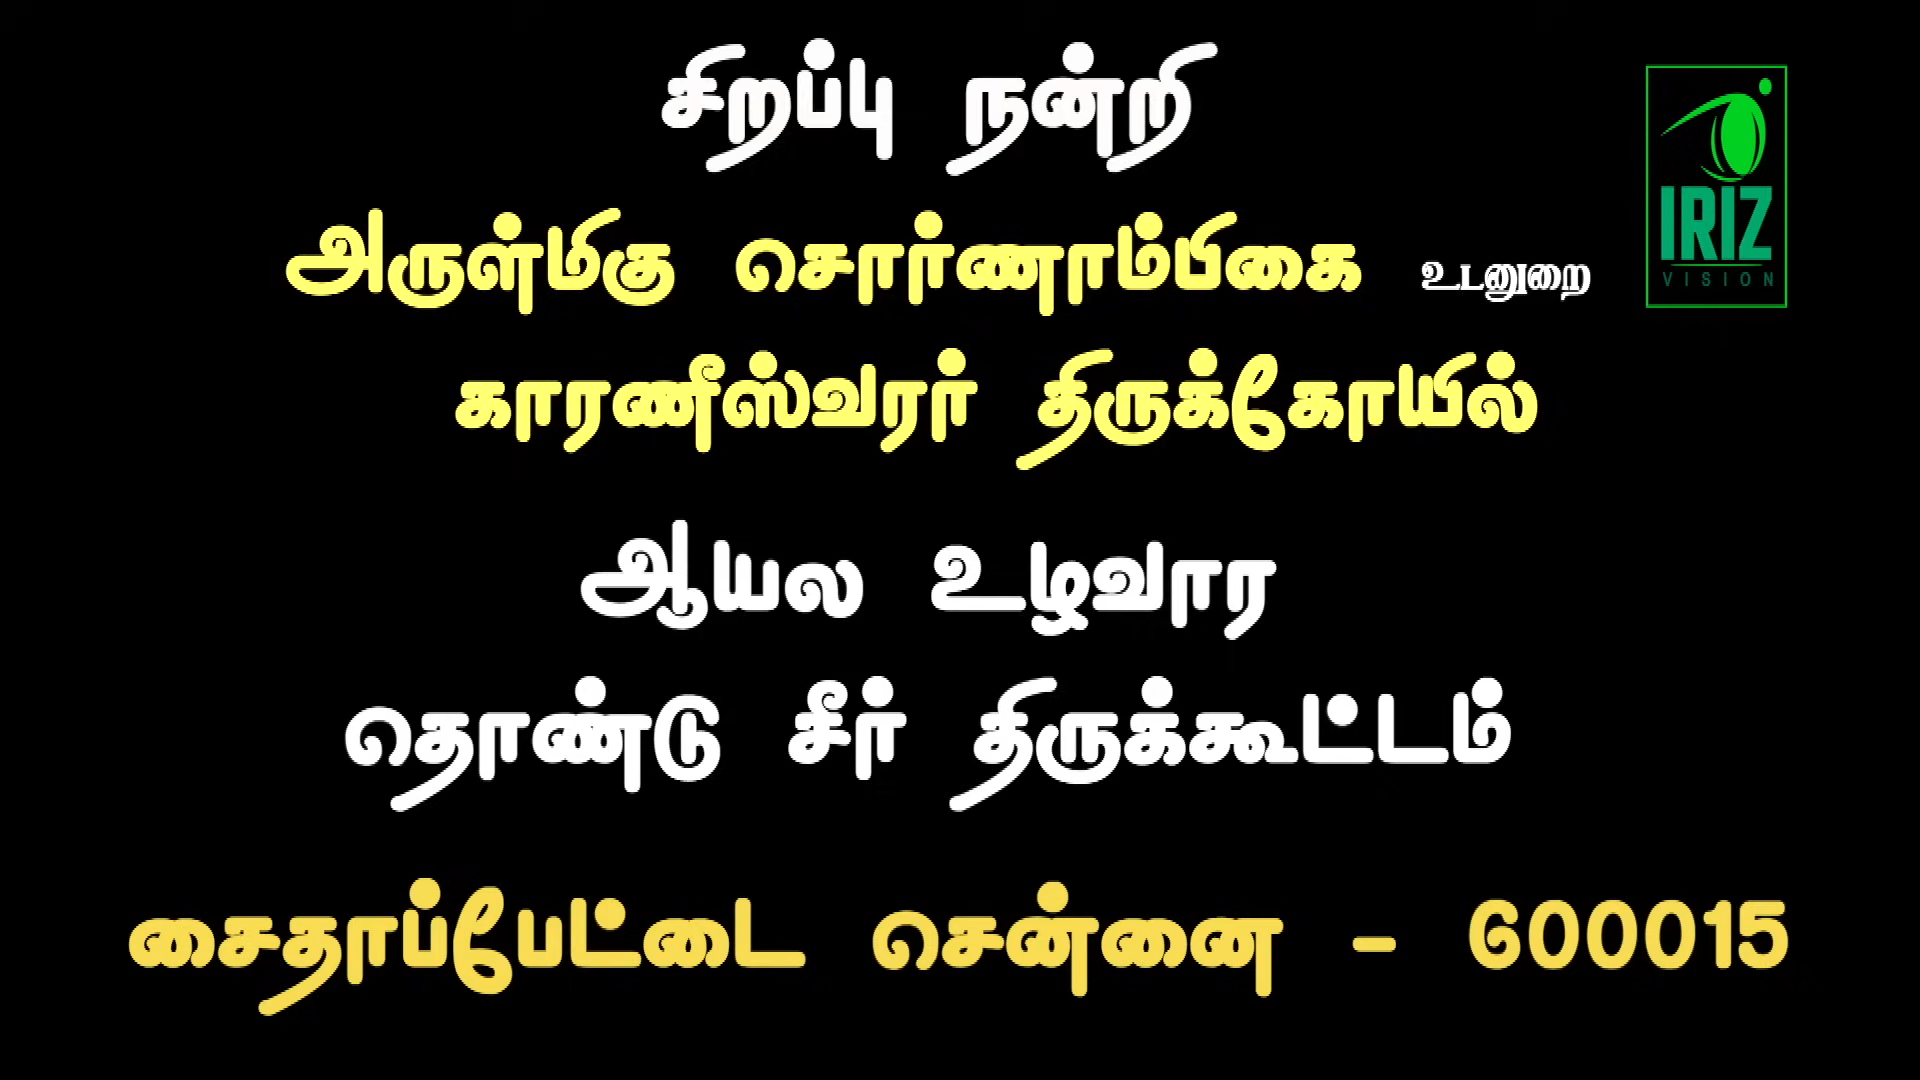 சிறப்பு நன்றி
அருள்மிகு சொர்ணாம்பிகை உடனுறை
காரணீஸ்வரர் திருக்கோயில்
ஆயல உழவார
தொண்டு சீர் திருக்கூட்டம்
சைதாப்பேட்டை சென்னை - 600015
IRIZ
VISION